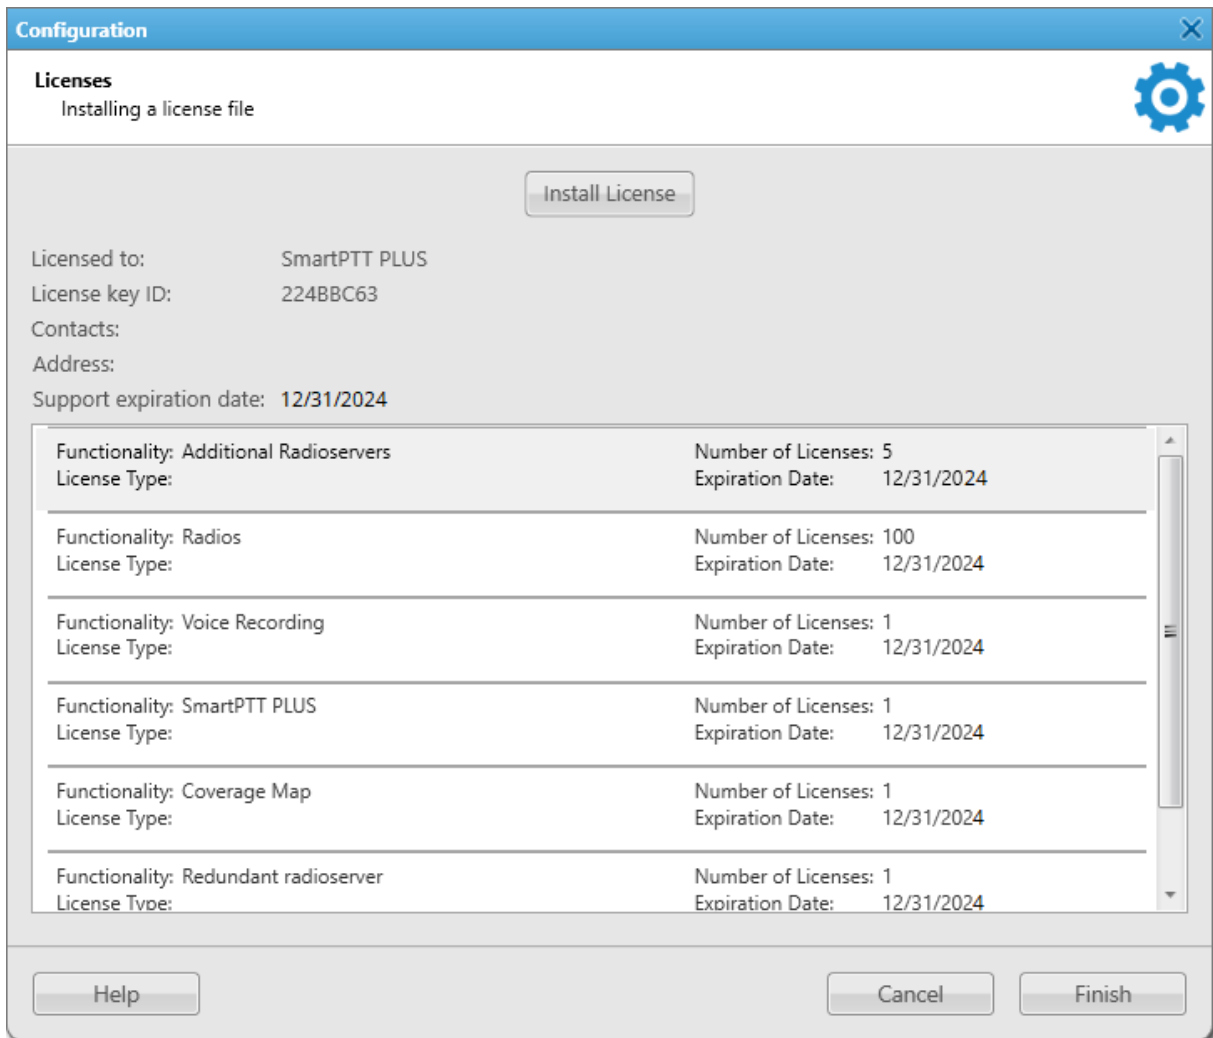 Configuration
Licenses
Installing a license file
Install License
Licensed to: SmartPTT PLUS
License key ID: 224BBC63
Contacts:
Address:
Support expiration date: 12/31/2024
Functionality: Additional Radioservers Number of Licenses: 5
License Type: Expiration Date: 12/31/2024
Functionality: Radios Number of Licenses: 100
License Type: Expiration Date: 12/31/2024
Functionality: Voice Recording Number of Licenses: 1
License Type: Expiration Date: 12/31/2024
Functionality: SmartPTT PLUS Number of Licenses: 1
License Type: Expiration Date: 12/31/2024
Functionality: Coverage Map Number of Licenses: 1
License Type: Expiration Date: 12/31/2024
Functionality: Redundant radioserver Number of Licenses: 1
License Type: Expiration Date: 12/31/2024
Help Cancel Finish